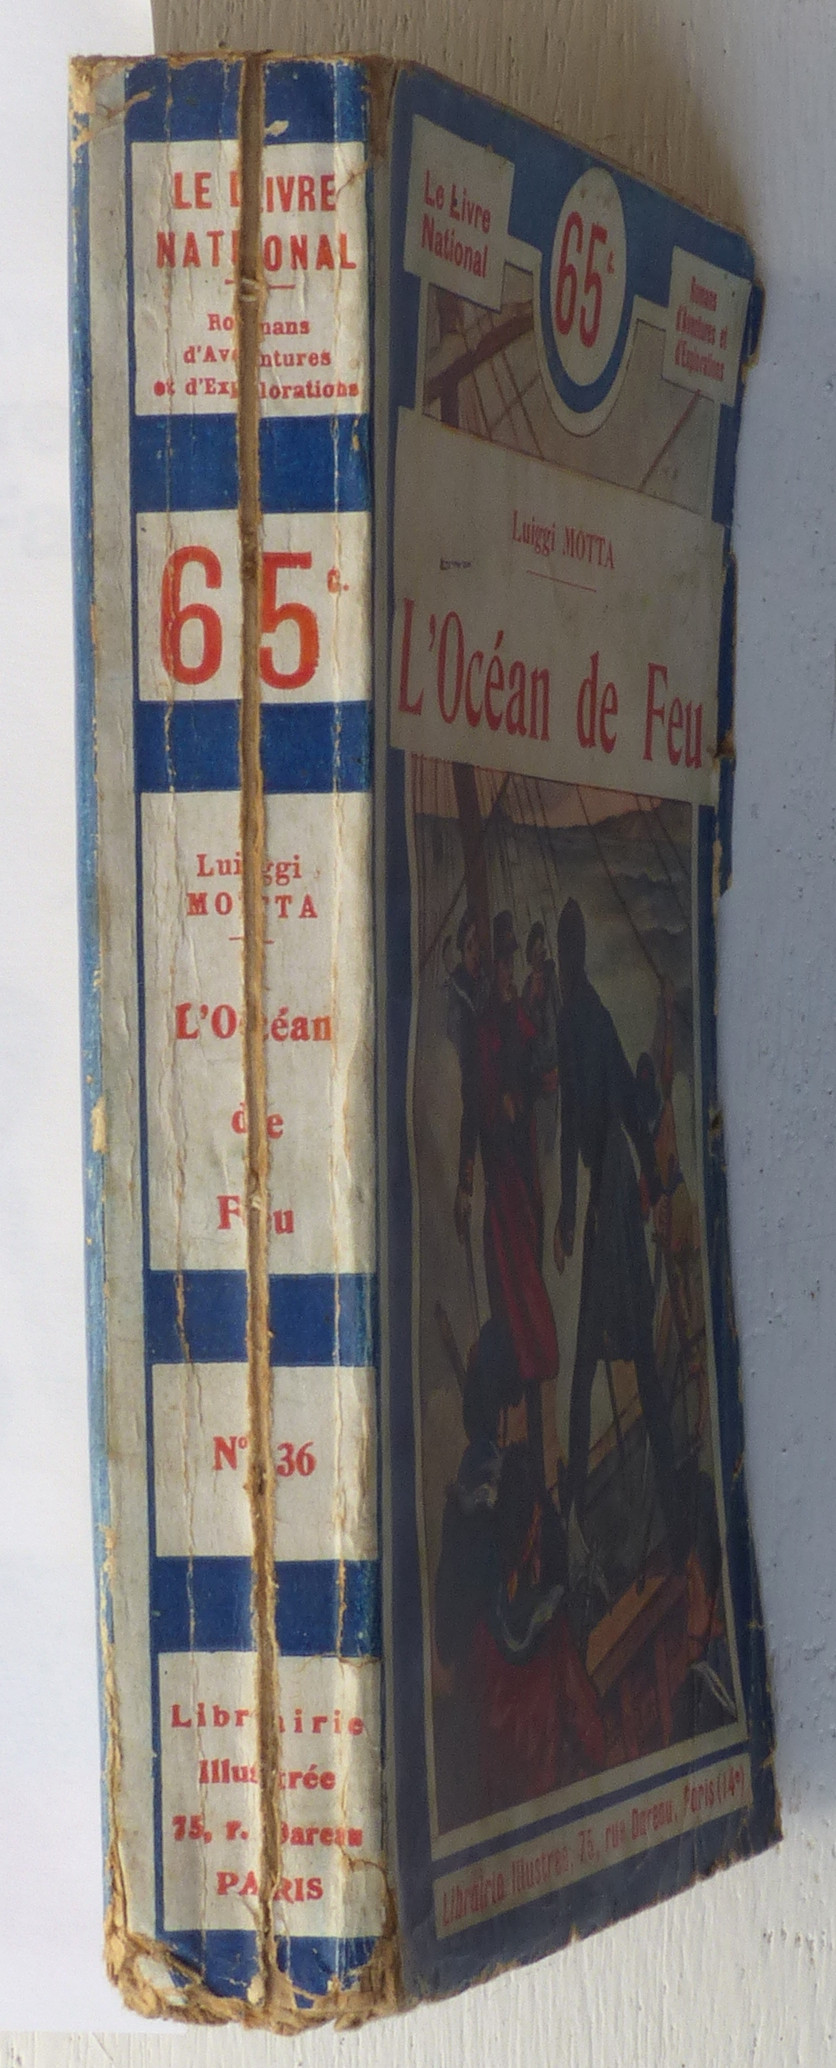 LE LIVRE
NATIONAL
Romans
d'Aventures
et d'Explorations
65 c.
Luiggi
MOTTA
L'Océan
de
Feu
N° 36
Librairie
Illustrée
75, r. Dareau
PARIS
Le Livre
National
65 c.
Romans
d'Aventures et
d'Explorations
Luiggi MOTTA
L'Océan de Feu
Librairie Illustrée, 75, rue Dareau, Paris (14e)